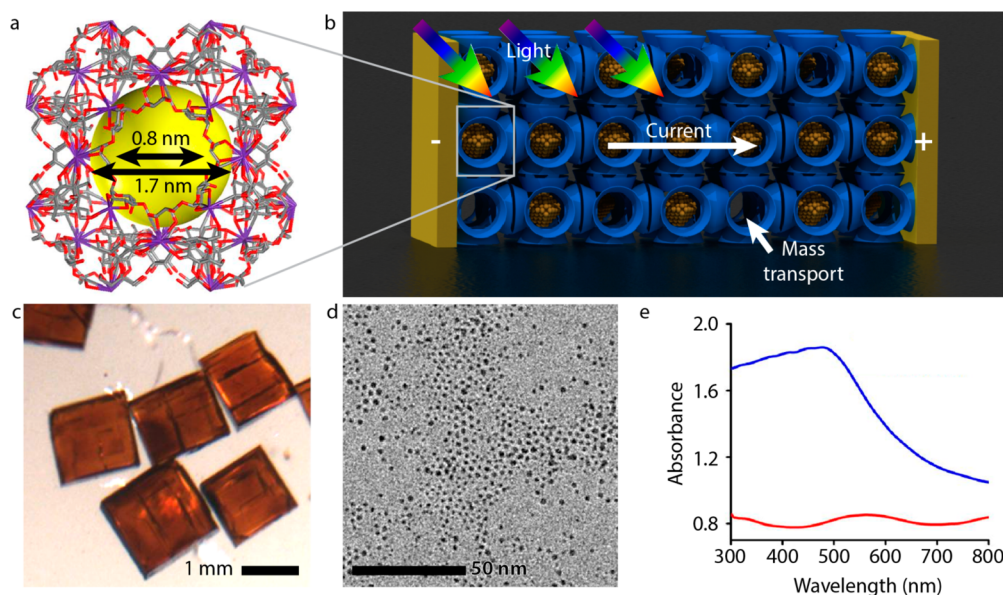 a
0.8 nm
1.7 nm
b
Light
Current
-
+
Mass
transport
c
1 mm
d
50 nm
e
Absorbance
2.0
1.6
1.2
0.8
300 400 500 600 700 800
Wavelength (nm)